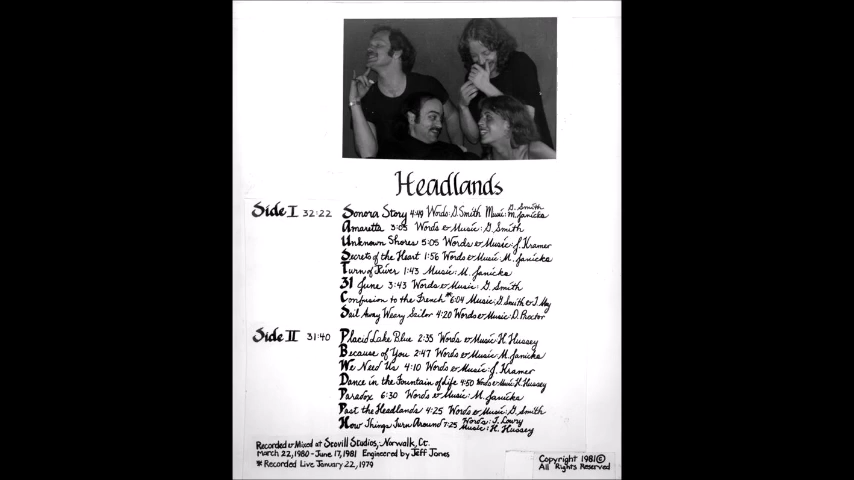 Headlands
Side I 32:22
Sonora Story 4:49 Words: G. Smith Music: G. Smith M. Janicka
Amaretta 3:05 Words & Music: G. Smith
Unknown Shores 5:05 Words & Music: J. Kramer
Secrets of the Heart 1:56 Words & Music: M. Janicka
Turn of River 1:43 Music: M. Janicka
31 June 3:43 Words & Music: G. Smith
Confusion to the French *6:04 Music: G. Smith & J. May
Sail Away Weary Sailor 4:20 Words & Music: D. Proctor
Side II 31:40
Placid Lake Blue 2:35 Words & Music: H. Hussey
Because of You 2:47 Words & Music: M. Janicka
We Need Us 4:10 Words & Music: J. Kramer
Dance in the Fountain of Life 4:50 Words & Music: H. Hussey
Paradox 6:30 Words & Music: M. Janicka
Past the Headlands 4:25 Words & Music: G. Smith
How Things Turn Around 7:25 Words: J. Lowry
Music: H. Hussey
Recorded & Mixed at Scovill Studios, Norwalk, Ct.
March 22, 1980 - June 17, 1981 Engineered by Jeff Jones
* Recorded Live January 22, 1979
Copyright 1981 ©
All Rights Reserved